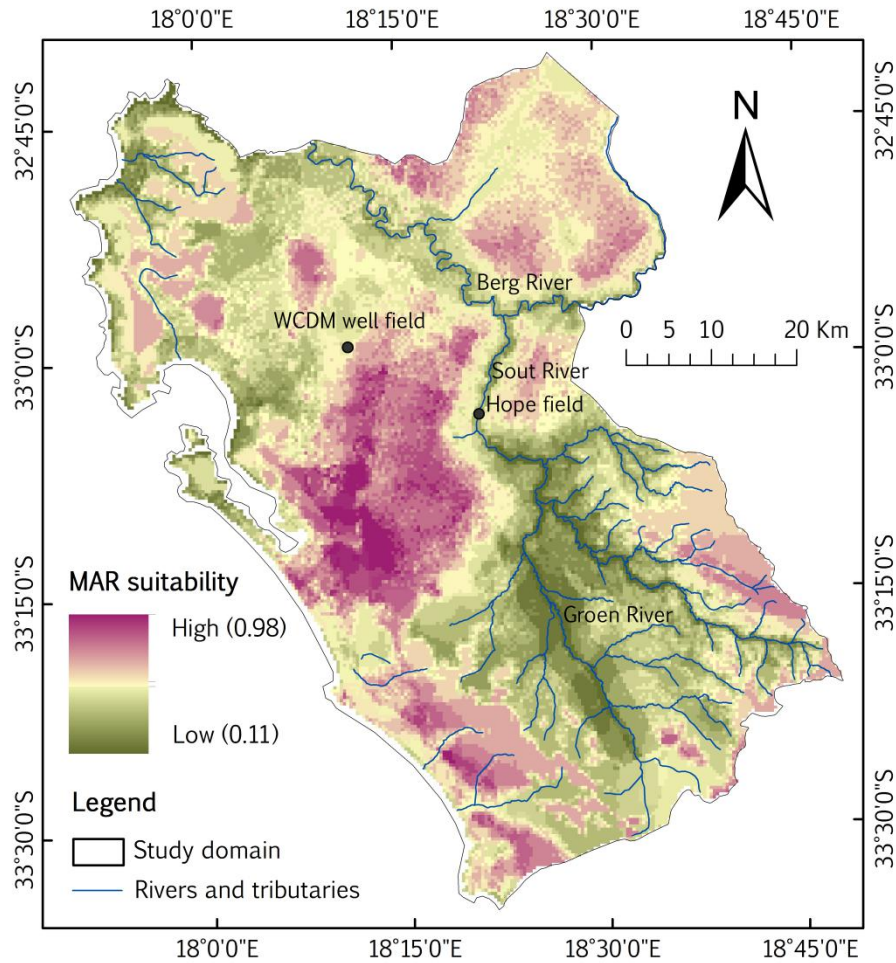 18°0'0"E 18°15'0"E 18°30'0"E 18°45'0"E
32°45'0"S
32°45'0"S
N
Berg River
WCDM well field
0 5 10 20 Km
33°0'0"S
33°0'0"S
Sout River
Hope field
MAR suitability
High (0.98)
Low (0.11)
33°15'0"S
33°15'0"S
Groen River
Legend
Study domain
Rivers and tributaries
33°30'0"S
33°30'0"S
18°0'0"E 18°15'0"E 18°30'0"E 18°45'0"E